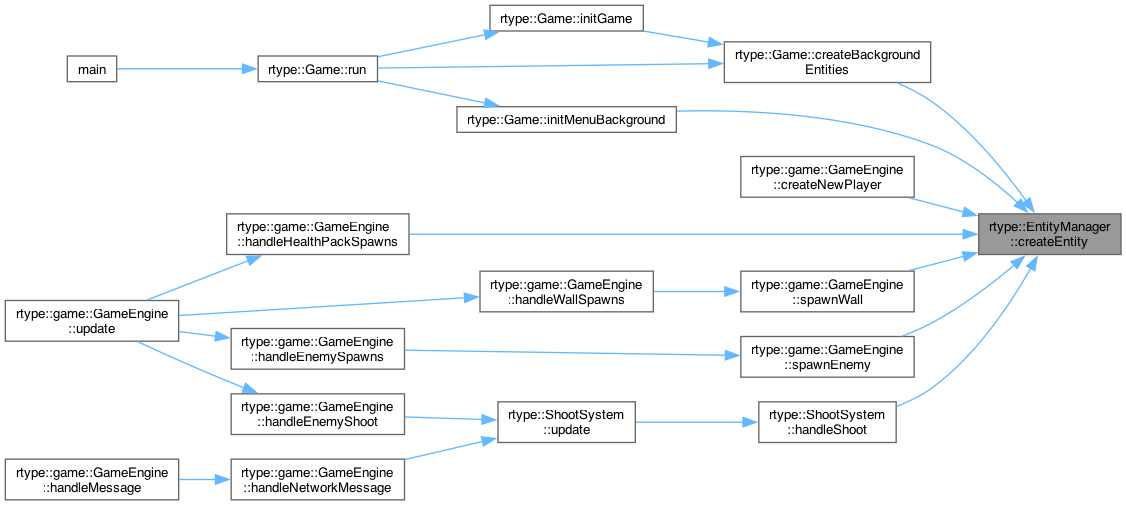 rtype::Game::initGame
rtype::Game::createBackground
Entities
main
rtype::Game::run
rtype::Game::initMenuBackground
rtype::game::GameEngine
::createNewPlayer
rtype::EntityManager
::createEntity
rtype::game::GameEngine
::handleHealthPackSpawns
rtype::game::GameEngine
::handleWallSpawns
rtype::game::GameEngine
::spawnWall
rtype::game::GameEngine
::update
rtype::game::GameEngine
::handleEnemySpawns
rtype::game::GameEngine
::spawnEnemy
rtype::game::GameEngine
::handleEnemyShoot
rtype::ShootSystem
::update
rtype::ShootSystem
::handleShoot
rtype::game::GameEngine
::handleMessage
rtype::game::GameEngine
::handleNetworkMessage